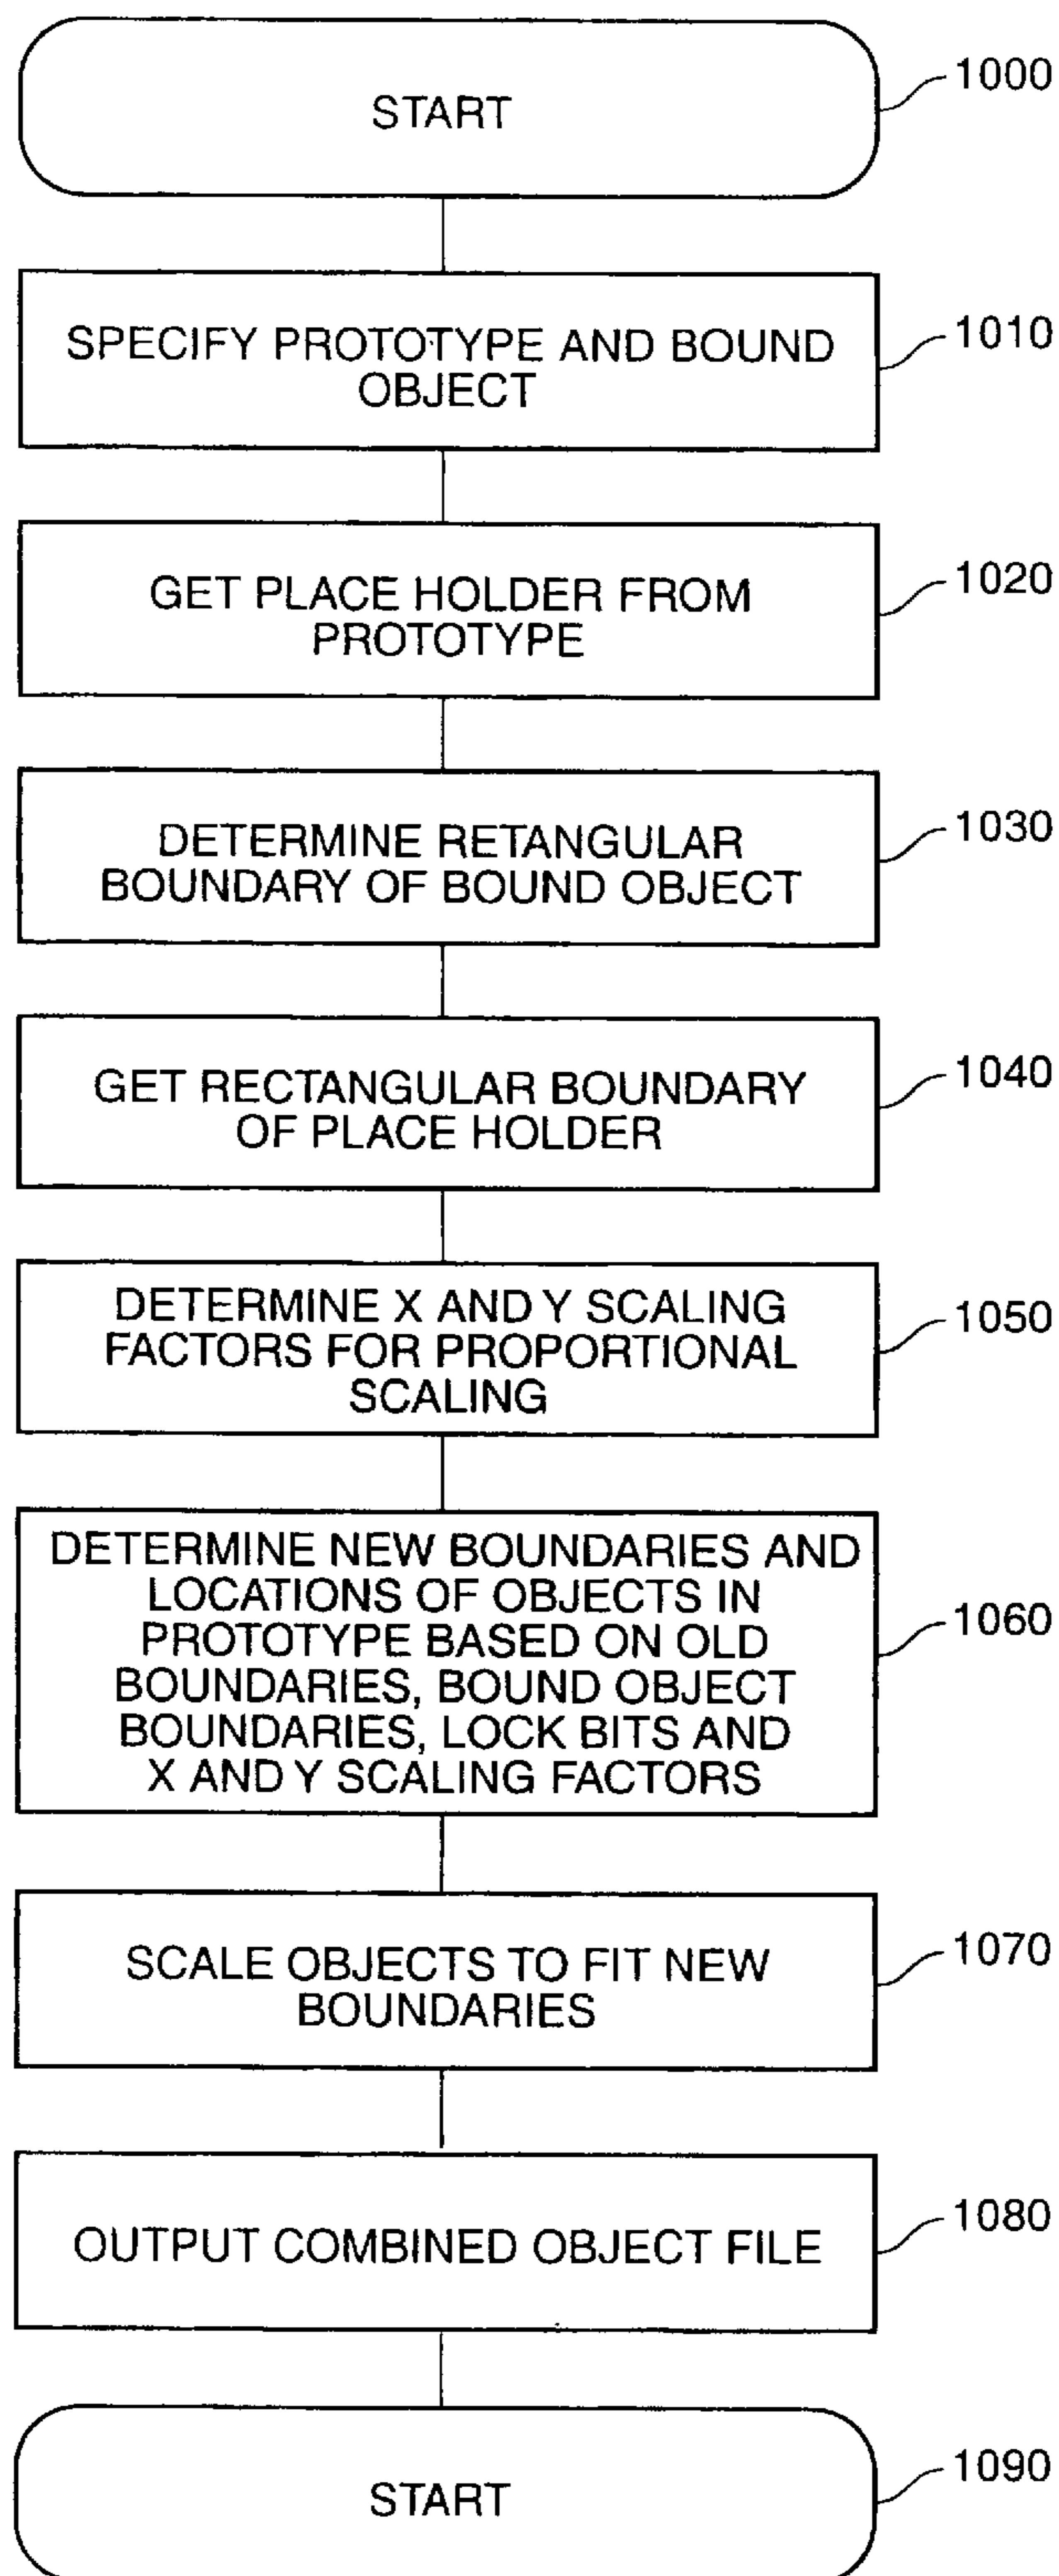 START
1000
SPECIFY PROTOTYPE AND BOUND
OBJECT
1010
GET PLACE HOLDER FROM
PROTOTYPE
1020
DETERMINE RETANGULAR
BOUNDARY OF BOUND OBJECT
1030
GET RECTANGULAR BOUNDARY
OF PLACE HOLDER
1040
DETERMINE X AND Y SCALING
FACTORS FOR PROPORTIONAL
SCALING
1050
DETERMINE NEW BOUNDARIES AND
LOCATIONS OF OBJECTS IN
PROTOTYPE BASED ON OLD
BOUNDARIES, BOUND OBJECT
BOUNDARIES, LOCK BITS AND
X AND Y SCALING FACTORS
1060
SCALE OBJECTS TO FIT NEW
BOUNDARIES
1070
OUTPUT COMBINED OBJECT FILE
1080
START
1090